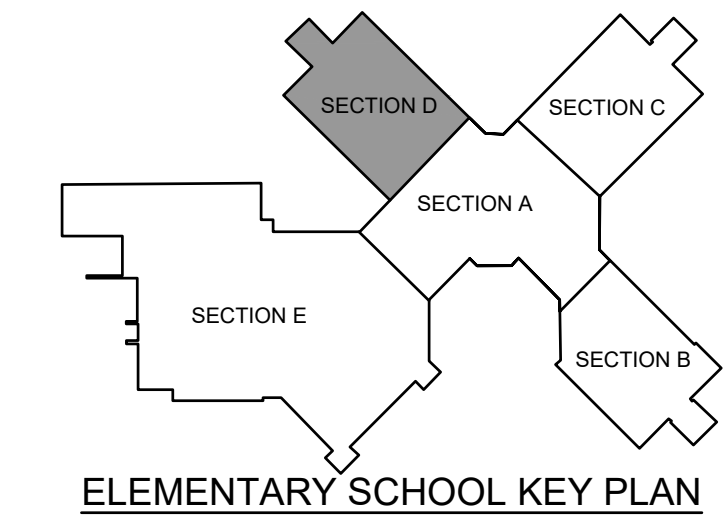 SECTION D
SECTION C
SECTION A
SECTION E
SECTION B
ELEMENTARY SCHOOL KEY PLAN